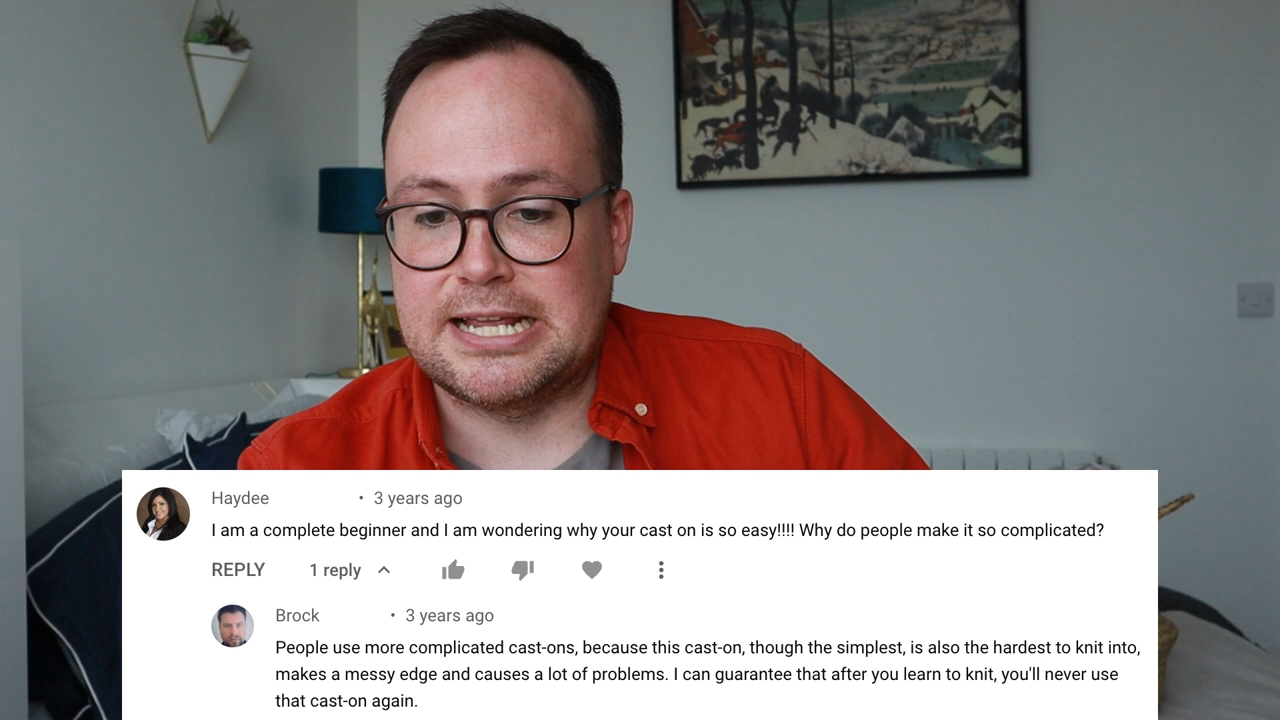 Haydee • 3 years ago
I am a complete beginner and I am wondering why your cast on is so easy!!!! Why do people make it so complicated?
REPLY 1 reply
Brock • 3 years ago
People use more complicated cast-ons, because this cast-on, though the simplest, is also the hardest to knit into,
makes a messy edge and causes a lot of problems. I can guarantee that after you learn to knit, you'll never use
that cast-on again.